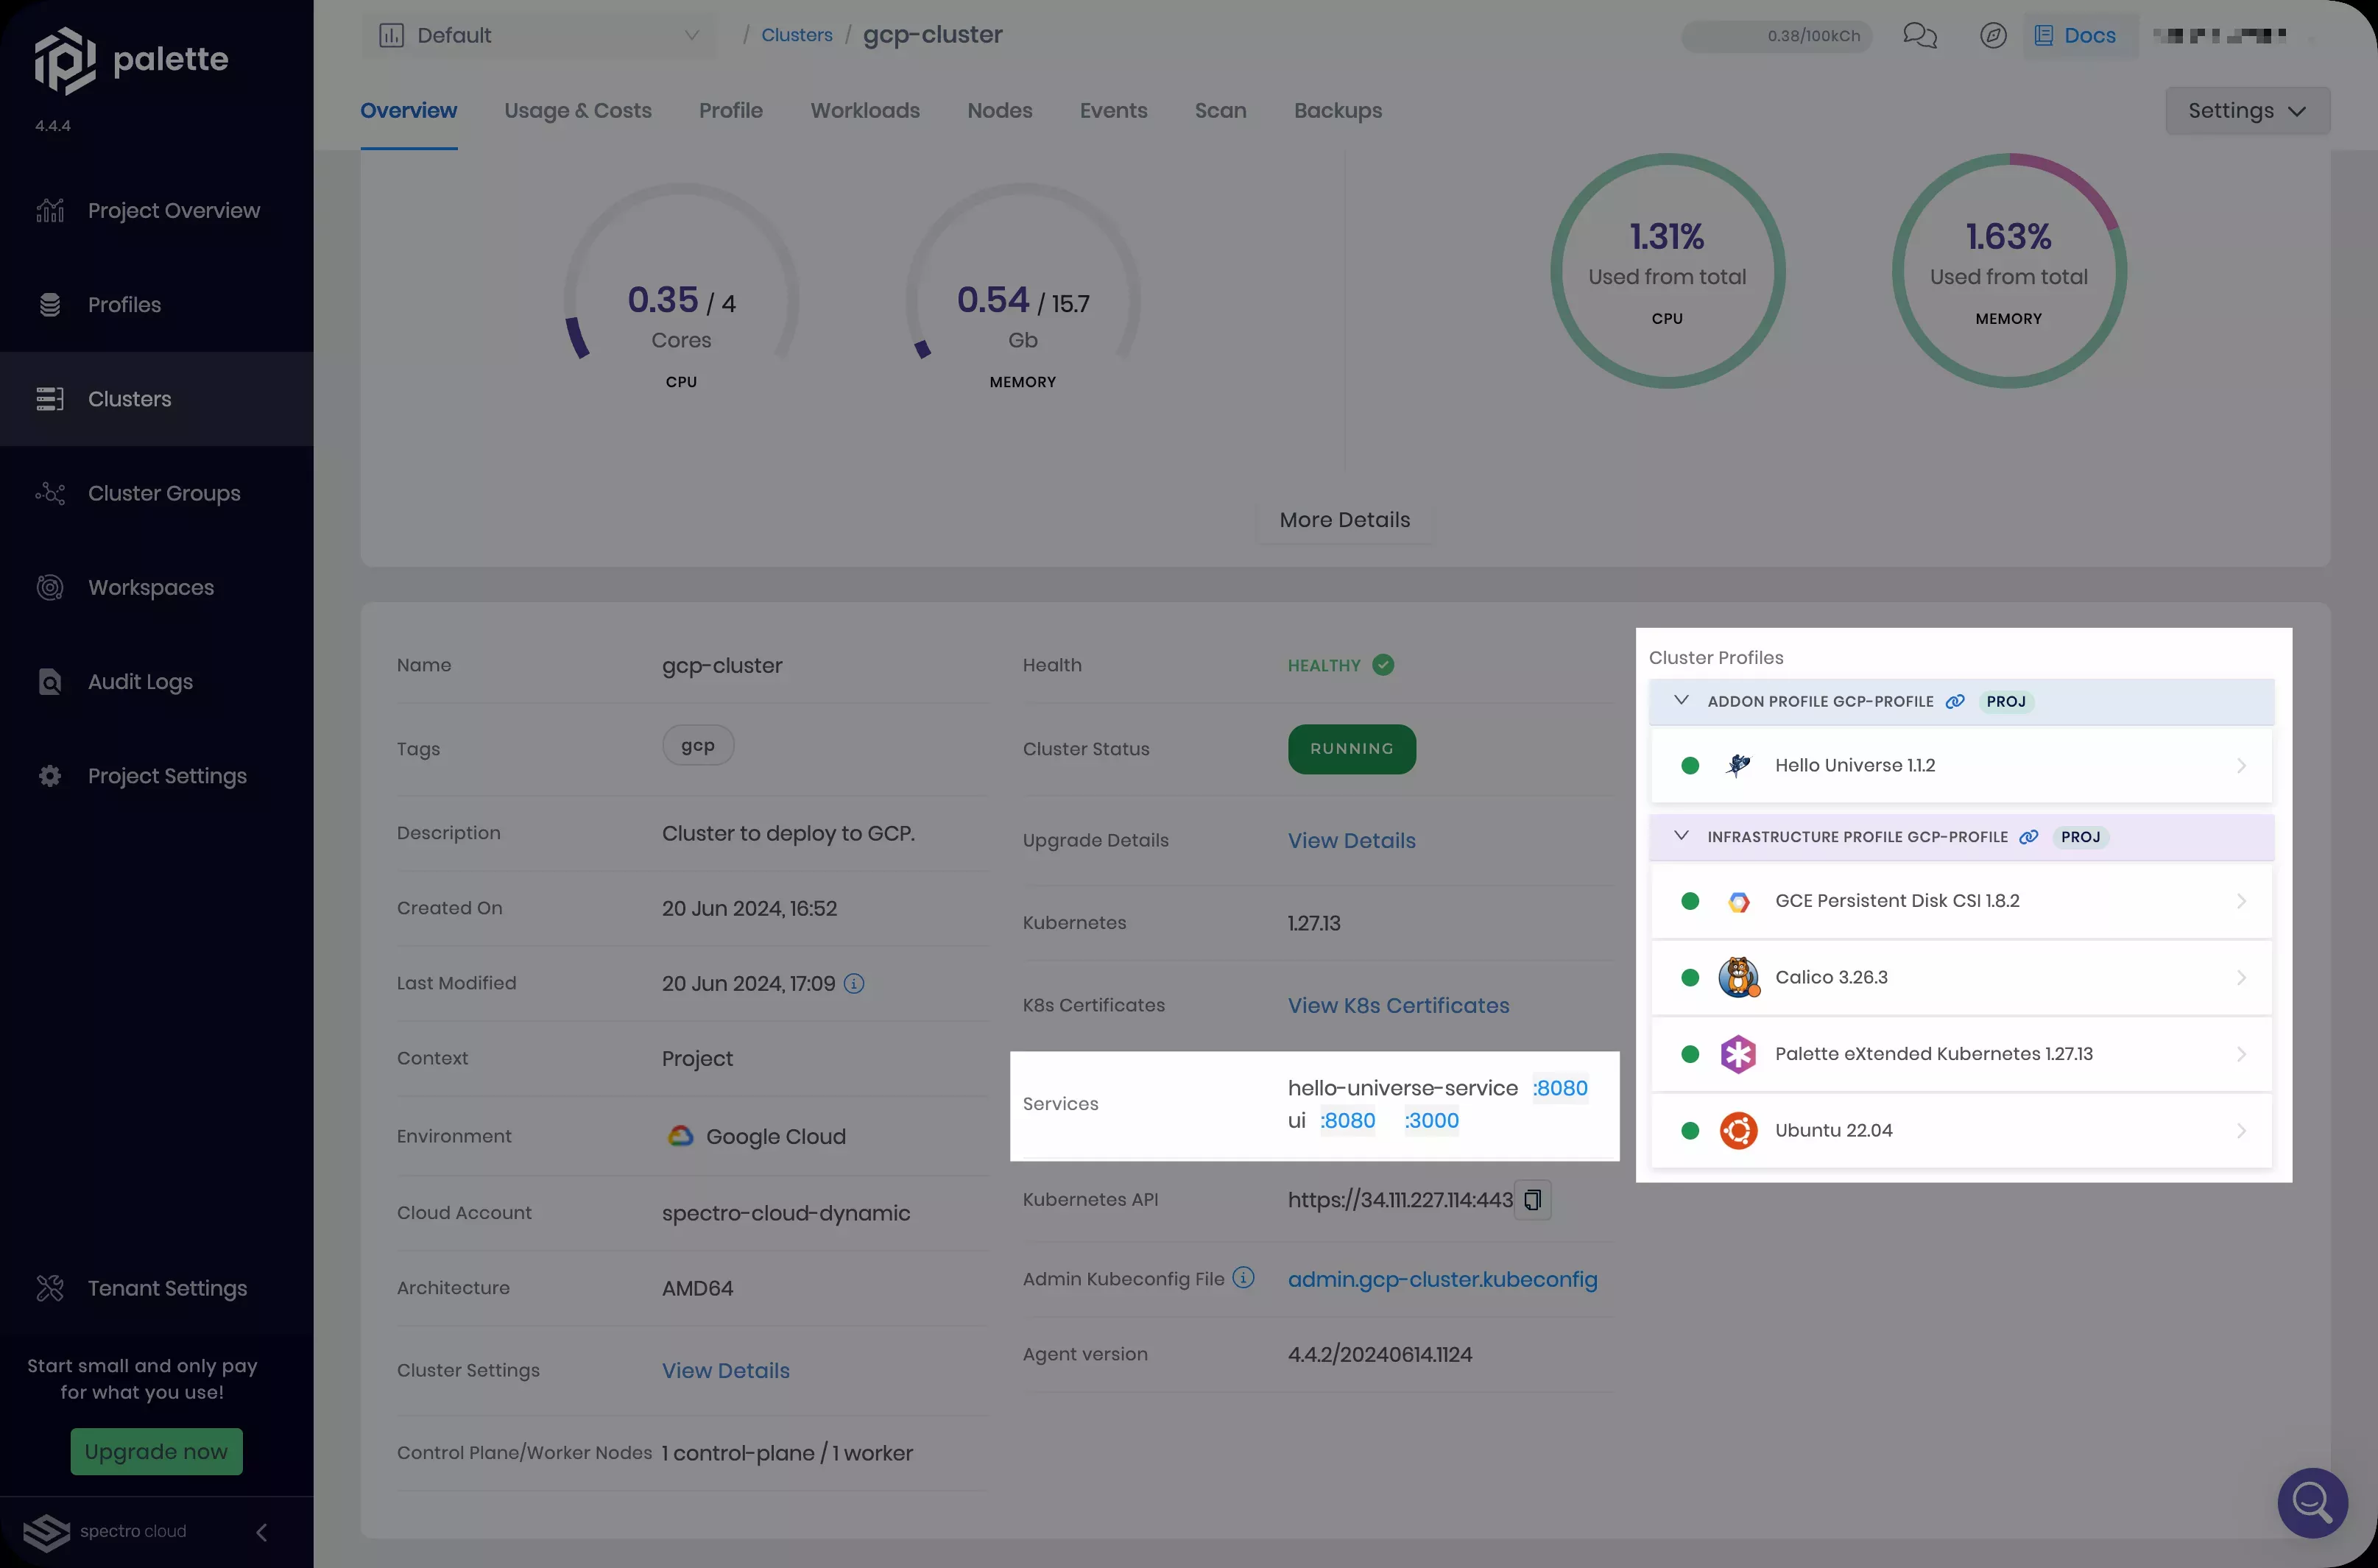 palette
4.4.4
Project Overview
Profiles
Clusters
Cluster Groups
Workspaces
Audit Logs
Project Settings
Tenant Settings
Start small and only pay
for what you use!
Upgrade now
spectro cloud
Default
/ Clusters / gcp-cluster
0.38/100kCh
Docs
Overview Usage & Costs Profile Workloads Nodes Events Scan Backups
Settings
0.35 / 4
Cores
CPU
0.54 / 15.7
Gb
MEMORY
1.31%
Used from total
CPU
1.63%
Used from total
MEMORY
More Details
Name gcp-cluster
Tags gcp
Description Cluster to deploy to GCP.
Created On 20 Jun 2024, 16:52
Last Modified 20 Jun 2024, 17:09
Context Project
Environment Google Cloud
Cloud Account spectro-cloud-dynamic
Architecture AMD64
Cluster Settings View Details
Control Plane/Worker Nodes 1 control-plane / 1 worker
Health HEALTHY
Cluster Status RUNNING
Upgrade Details View Details
Kubernetes 1.27.13
K8s Certificates View K8s Certificates
Services
hello-universe-service :8080
ui :8080 :3000
Kubernetes API https://34.111.227.114:443
Admin Kubeconfig File admin.gcp-cluster.kubeconfig
Agent version 4.4.2/20240614.1124
Cluster Profiles
ADDON PROFILE GCP-PROFILE PROJ
Hello Universe 1.1.2
INFRASTRUCTURE PROFILE GCP-PROFILE PROJ
GCE Persistent Disk CSI 1.8.2
Calico 3.26.3
Palette eXtended Kubernetes 1.27.13
Ubuntu 22.04